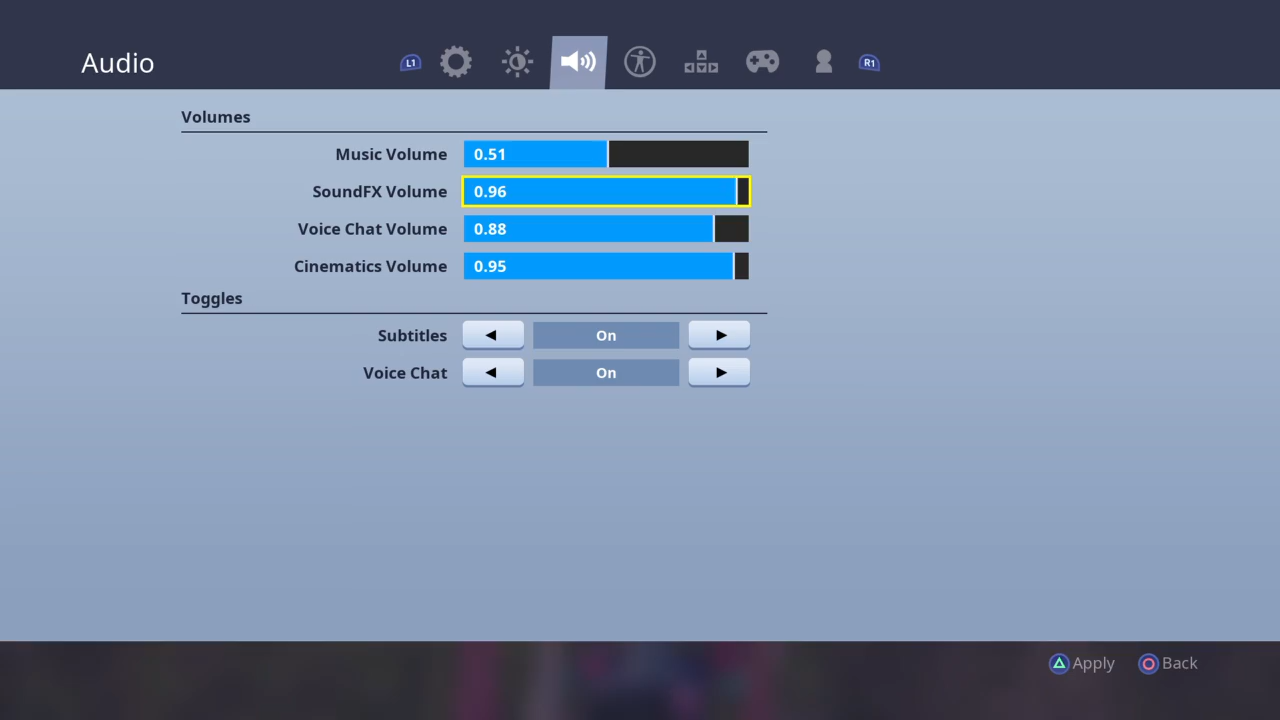 Audio
L1
R1
Volumes
Music Volume 0.51
SoundFX Volume 0.96
Voice Chat Volume 0.88
Cinematics Volume 0.95
Toggles
Subtitles On
Voice Chat On
Apply Back